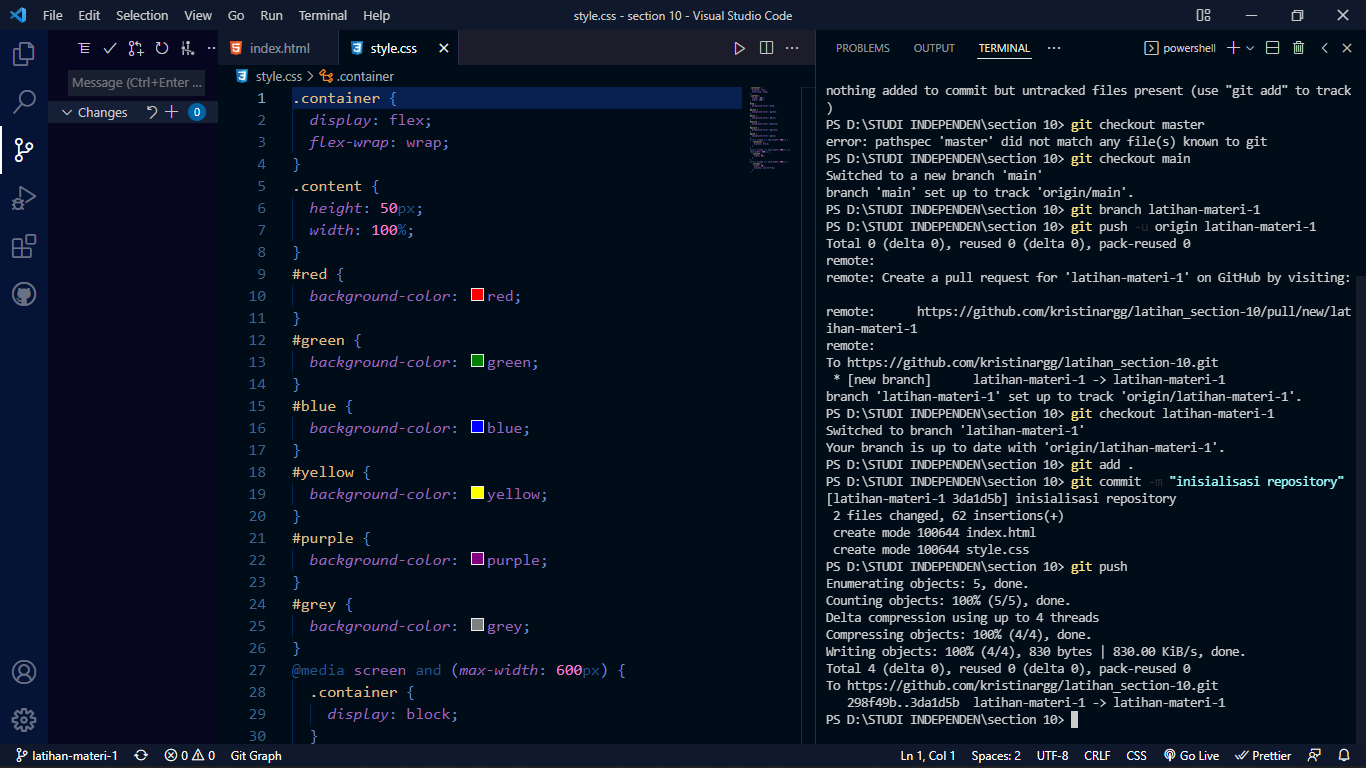 File Edit Selection View Go Run Terminal Help
style.css - section 10 - Visual Studio Code
Message (Ctrl+Enter ...
Changes
0
index.html
style.css
style.css > .container
1 .container {
2 display: flex;
3 flex-wrap: wrap;
4 }
5 .content {
6 height: 50px;
7 width: 100%;
8 }
9 #red {
10 background-color: red;
11 }
12 #green {
13 background-color: green;
14 }
15 #blue {
16 background-color: blue;
17 }
18 #yellow {
19 background-color: yellow;
20 }
21 #purple {
22 background-color: purple;
23 }
24 #grey {
25 background-color: grey;
26 }
27 @media screen and (max-width: 600px) {
28 .container {
29 display: block;
30 }
PROBLEMS OUTPUT TERMINAL ··· powershell
nothing added to commit but untracked files present (use "git add" to track
)
PS D:\STUDI INDEPENDEN\section 10> git checkout master
error: pathspec 'master' did not match any file(s) known to git
PS D:\STUDI INDEPENDEN\section 10> git checkout main
Switched to a new branch 'main'
branch 'main' set up to track 'origin/main'.
PS D:\STUDI INDEPENDEN\section 10> git branch latihan-materi-1
PS D:\STUDI INDEPENDEN\section 10> git push -u origin latihan-materi-1
Total 0 (delta 0), reused 0 (delta 0), pack-reused 0
remote:
remote: Create a pull request for 'latihan-materi-1' on GitHub by visiting:
remote: https://github.com/kristinargg/latihan_section-10/pull/new/lat
ihan-materi-1
remote:
To https://github.com/kristinargg/latihan_section-10.git
* [new branch] latihan-materi-1 -> latihan-materi-1
branch 'latihan-materi-1' set up to track 'origin/latihan-materi-1'.
PS D:\STUDI INDEPENDEN\section 10> git checkout latihan-materi-1
Switched to branch 'latihan-materi-1'
Your branch is up to date with 'origin/latihan-materi-1'.
PS D:\STUDI INDEPENDEN\section 10> git add .
PS D:\STUDI INDEPENDEN\section 10> git commit -m "inisialisasi repository"
[latihan-materi-1 3da1d5b] inisialisasi repository
2 files changed, 62 insertions(+)
create mode 100644 index.html
create mode 100644 style.css
PS D:\STUDI INDEPENDEN\section 10> git push
Enumerating objects: 5, done.
Counting objects: 100% (5/5), done.
Delta compression using up to 4 threads
Compressing objects: 100% (4/4), done.
Writing objects: 100% (4/4), 830 bytes | 830.00 KiB/s, done.
Total 4 (delta 0), reused 0 (delta 0), pack-reused 0
To https://github.com/kristinargg/latihan_section-10.git
298f49b..3da1d5b latihan-materi-1 -> latihan-materi-1
PS D:\STUDI INDEPENDEN\section 10>
latihan-materi-1 0 0 Git Graph
Ln 1, Col 1 Spaces: 2 UTF-8 CRLF CSS Go Live Prettier